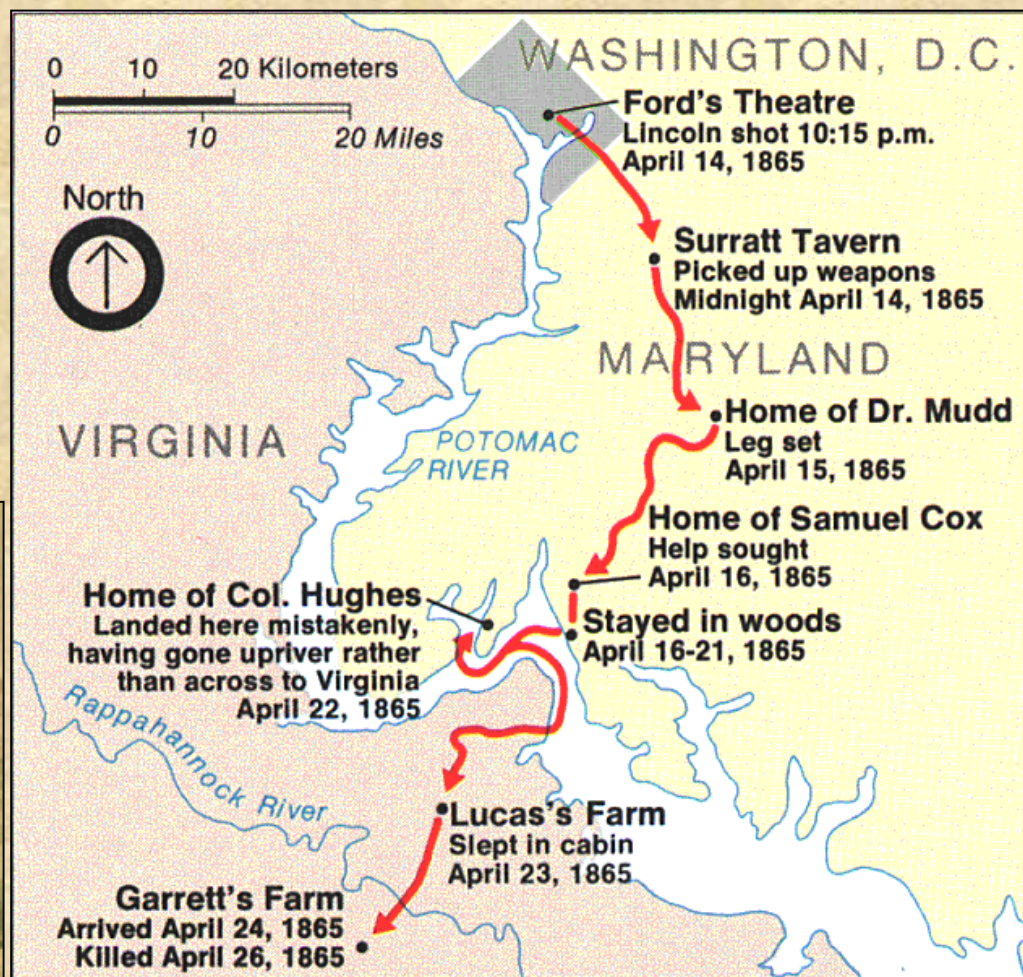 WASHINGTON, D.C.
0 10 20 Kilometers
0 10 20 Miles
Ford's Theatre
Lincoln shot 10:15 p.m.
April 14, 1865
North
Surratt Tavern
Picked up weapons
Midnight April 14, 1865
MARYLAND
VIRGINIA
POTOMAC
RIVER
Home of Dr. Mudd
Leg set
April 15, 1865
Home of Samuel Cox
Help sought
April 16, 1865
Home of Col. Hughes
Landed here mistakenly,
having gone upriver rather
than across to Virginia
April 22, 1865
Stayed in woods
April 16-21, 1865
Rappahannock River
Lucas's Farm
Slept in cabin
April 23, 1865
Garrett's Farm
Arrived April 24, 1865
Killed April 26, 1865